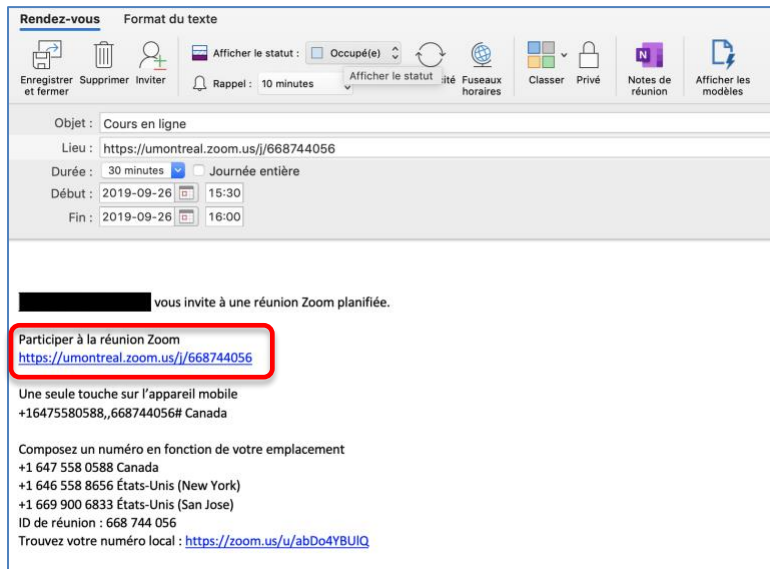 Rendez-vous Format du texte
Afficher le statut : Occupé(e)
Enregistrer et fermer Supprimer Inviter
Rappel : 10 minutes
Afficher le statut
ité Fuseaux horaires
Classer Privé
Notes de réunion
Afficher les modèles
Objet : Cours en ligne
Lieu : https://umontreal.zoom.us/j/668744056
Durée : 30 minutes Journée entière
Début : 2019-09-26 15:30
Fin : 2019-09-26 16:00
vous invite à une réunion Zoom planifiée.
Participer à la réunion Zoom
https://umontreal.zoom.us/j/668744056
Une seule touche sur l’appareil mobile
+16475580588,,668744056# Canada
Composez un numéro en fonction de votre emplacement
+1 647 558 0588 Canada
+1 646 558 8656 États-Unis (New York)
+1 669 900 6833 États-Unis (San Jose)
ID de réunion : 668 744 056
Trouvez votre numéro local : https://zoom.us/u/abDo4YBUlQ